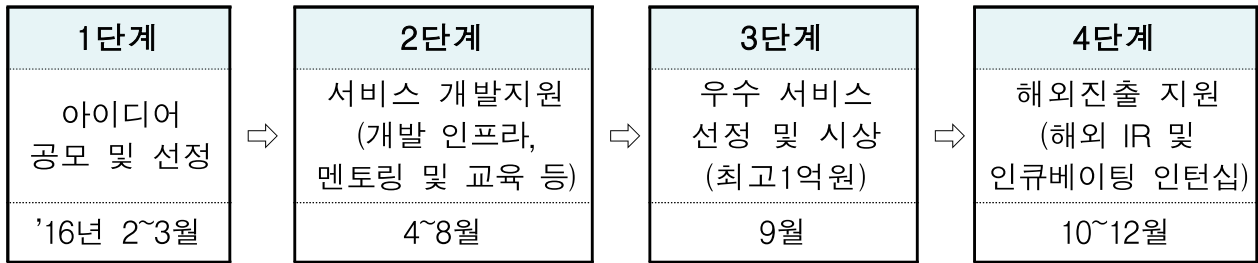 1단계
아이디어
공모 및 선정
’16년 2~3월
⇨
2단계
서비스 개발지원
(개발 인프라,
멘토링 및 교육 등)
4~8월
⇨
3단계
우수 서비스
선정 및 시상
(최고1억원)
9월
⇨
4단계
해외진출 지원
(해외 IR 및
인큐베이팅 인턴십)
10~12월